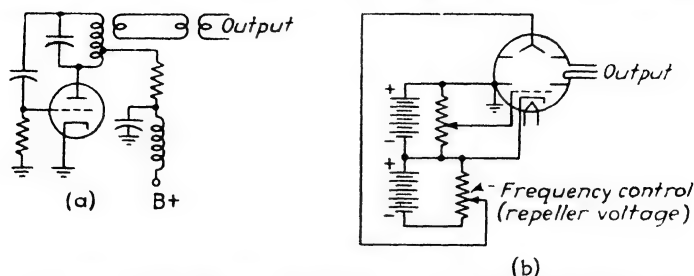 Output
(a)
B+
+
-
+
-
Output
Frequency control
(repeller voltage)
(b)